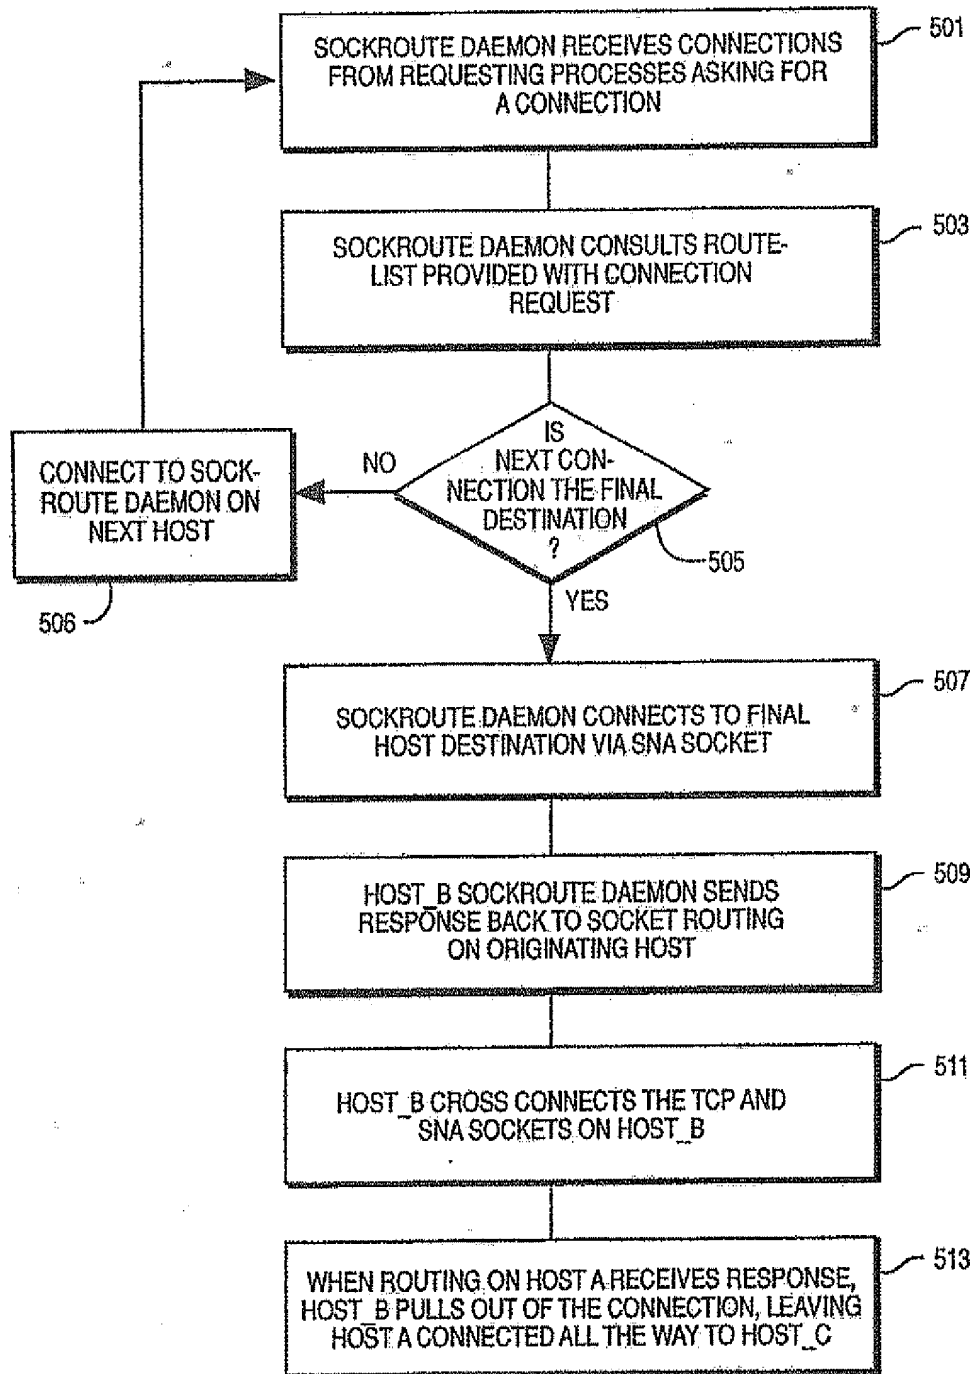 SOCKROUTE DAEMON RECEIVES CONNECTIONS
FROM REQUESTING PROCESSES ASKING FOR
A CONNECTION
501
SOCKROUTE DAEMON CONSULTS ROUTE-
LIST PROVIDED WITH CONNECTION
REQUEST
503
IS
NEXT CON-
NECTION THE FINAL
DESTINATION
?
505
NO
CONNECT TO SOCK-
ROUTE DAEMON ON
NEXT HOST
506
YES
SOCKROUTE DAEMON CONNECTS TO FINAL
HOST DESTINATION VIA SNA SOCKET
507
HOST_B SOCKROUTE DAEMON SENDS
RESPONSE BACK TO SOCKET ROUTING
ON ORIGINATING HOST
509
HOST_B CROSS CONNECTS THE TCP AND
SNA SOCKETS ON HOST_B
511
WHEN ROUTING ON HOST A RECEIVES RESPONSE,
HOST_B PULLS OUT OF THE CONNECTION, LEAVING
HOST A CONNECTED ALL THE WAY TO HOST_C
513